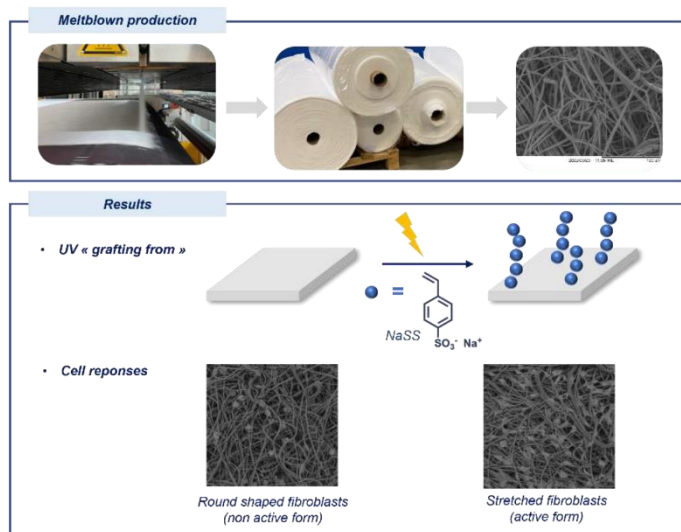 Meltblown production
Results
• UV « grafting from »
=
NaSS
SO₃⁻ Na⁺
• Cell reponses
Round shaped fibroblasts
(non active form)
Stretched fibroblasts
(active form)